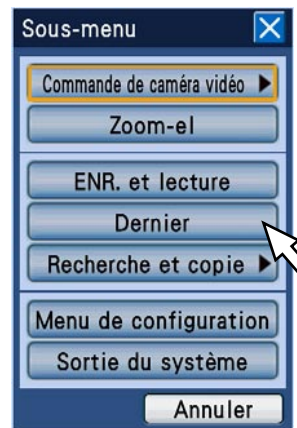 Sous-menu
Commande de caméra vidéo
Zoom-el
ENR. et lecture
Dernier
Recherche et copie
Menu de configuration
Sortie du système
Annuler